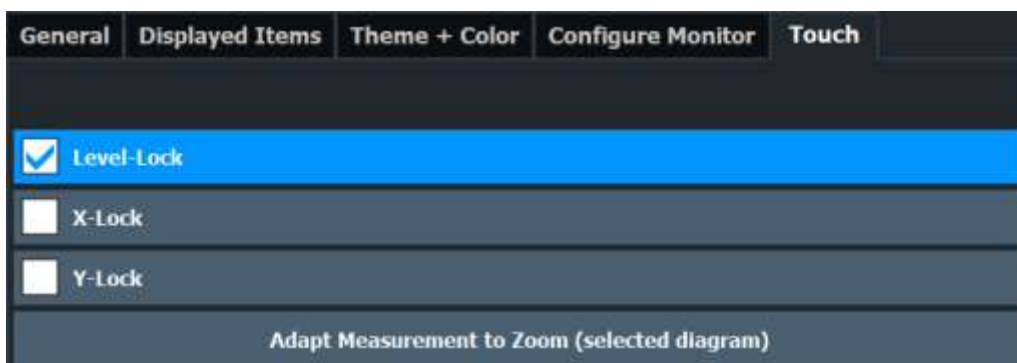 General Displayed Items Theme + Color Configure Monitor Touch
Level-Lock
X-Lock
Y-Lock
Adapt Measurement to Zoom (selected diagram)